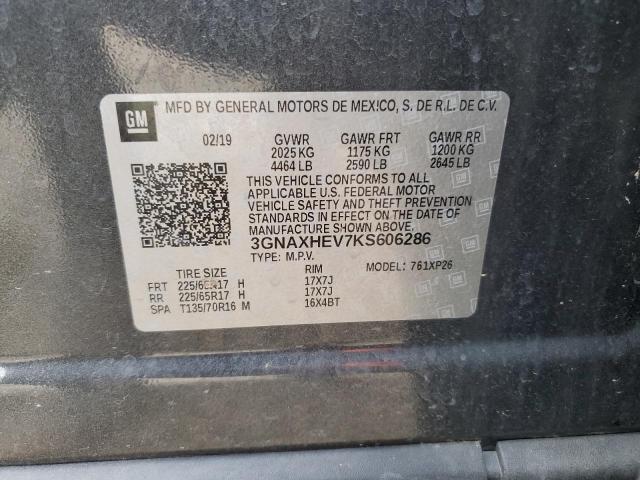 GM
MFD BY GENERAL MOTORS DE MEXICO, S. DE R.L. DE C.V.
02/19 GVWR GAWR FRT GAWR RR
2025 KG 1175 KG 1200 KG
4464 LB 2590 LB 2645 LB
THIS VEHICLE CONFORMS TO ALL
APPLICABLE U.S. FEDERAL MOTOR
VEHICLE SAFETY AND THEFT PREVENTION
STANDARDS IN EFFECT ON THE DATE OF
MANUFACTURE SHOWN ABOVE.
3GNAXHEV7KS606286
TYPE: M.P.V. MODEL: 761XP26
TIRE SIZE RIM
FRT 225/65R17 H 17X7J
RR 225/65R17 H 17X7J
SPA T135/70R16 M 16X4BT